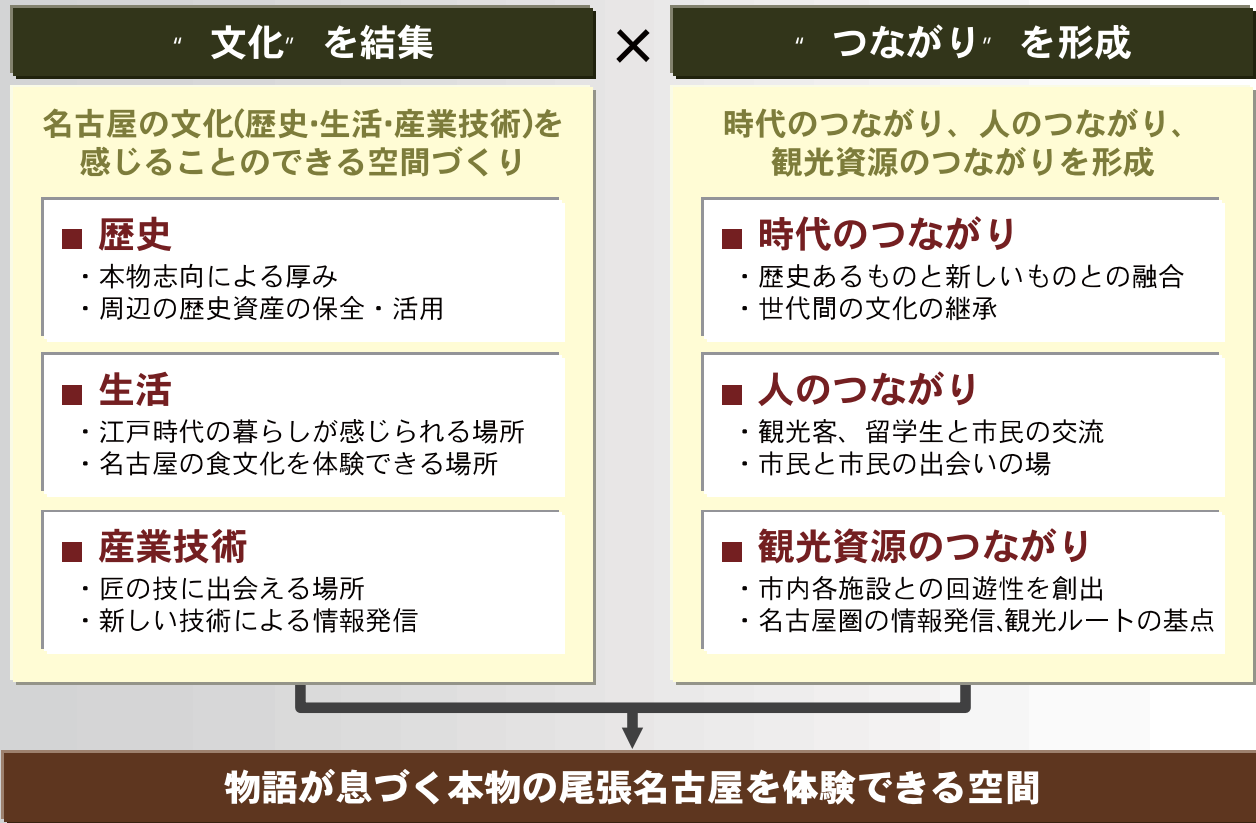 “文化”を結集
×
“つながり”を形成
名古屋の文化(歴史・生活・産業技術)を
感じることのできる空間づくり
■ 歴史
・本物志向による厚み
・周辺の歴史資産の保全・活用
■ 生活
・江戸時代の暮らしが感じられる場所
・名古屋の食文化を体験できる場所
■ 産業技術
・匠の技に出会える場所
・新しい技術による情報発信
時代のつながり、人のつながり、
観光資源のつながりを形成
■ 時代のつながり
・歴史あるものと新しいものとの融合
・世代間の文化の継承
■ 人のつながり
・観光客、留学生と市民の交流
・市民と市民の出会いの場
■ 観光資源のつながり
・市内各施設との回遊性を創出
・名古屋圏の情報発信、観光ルートの基点
物語が息づく本物の尾張名古屋を体験できる空間